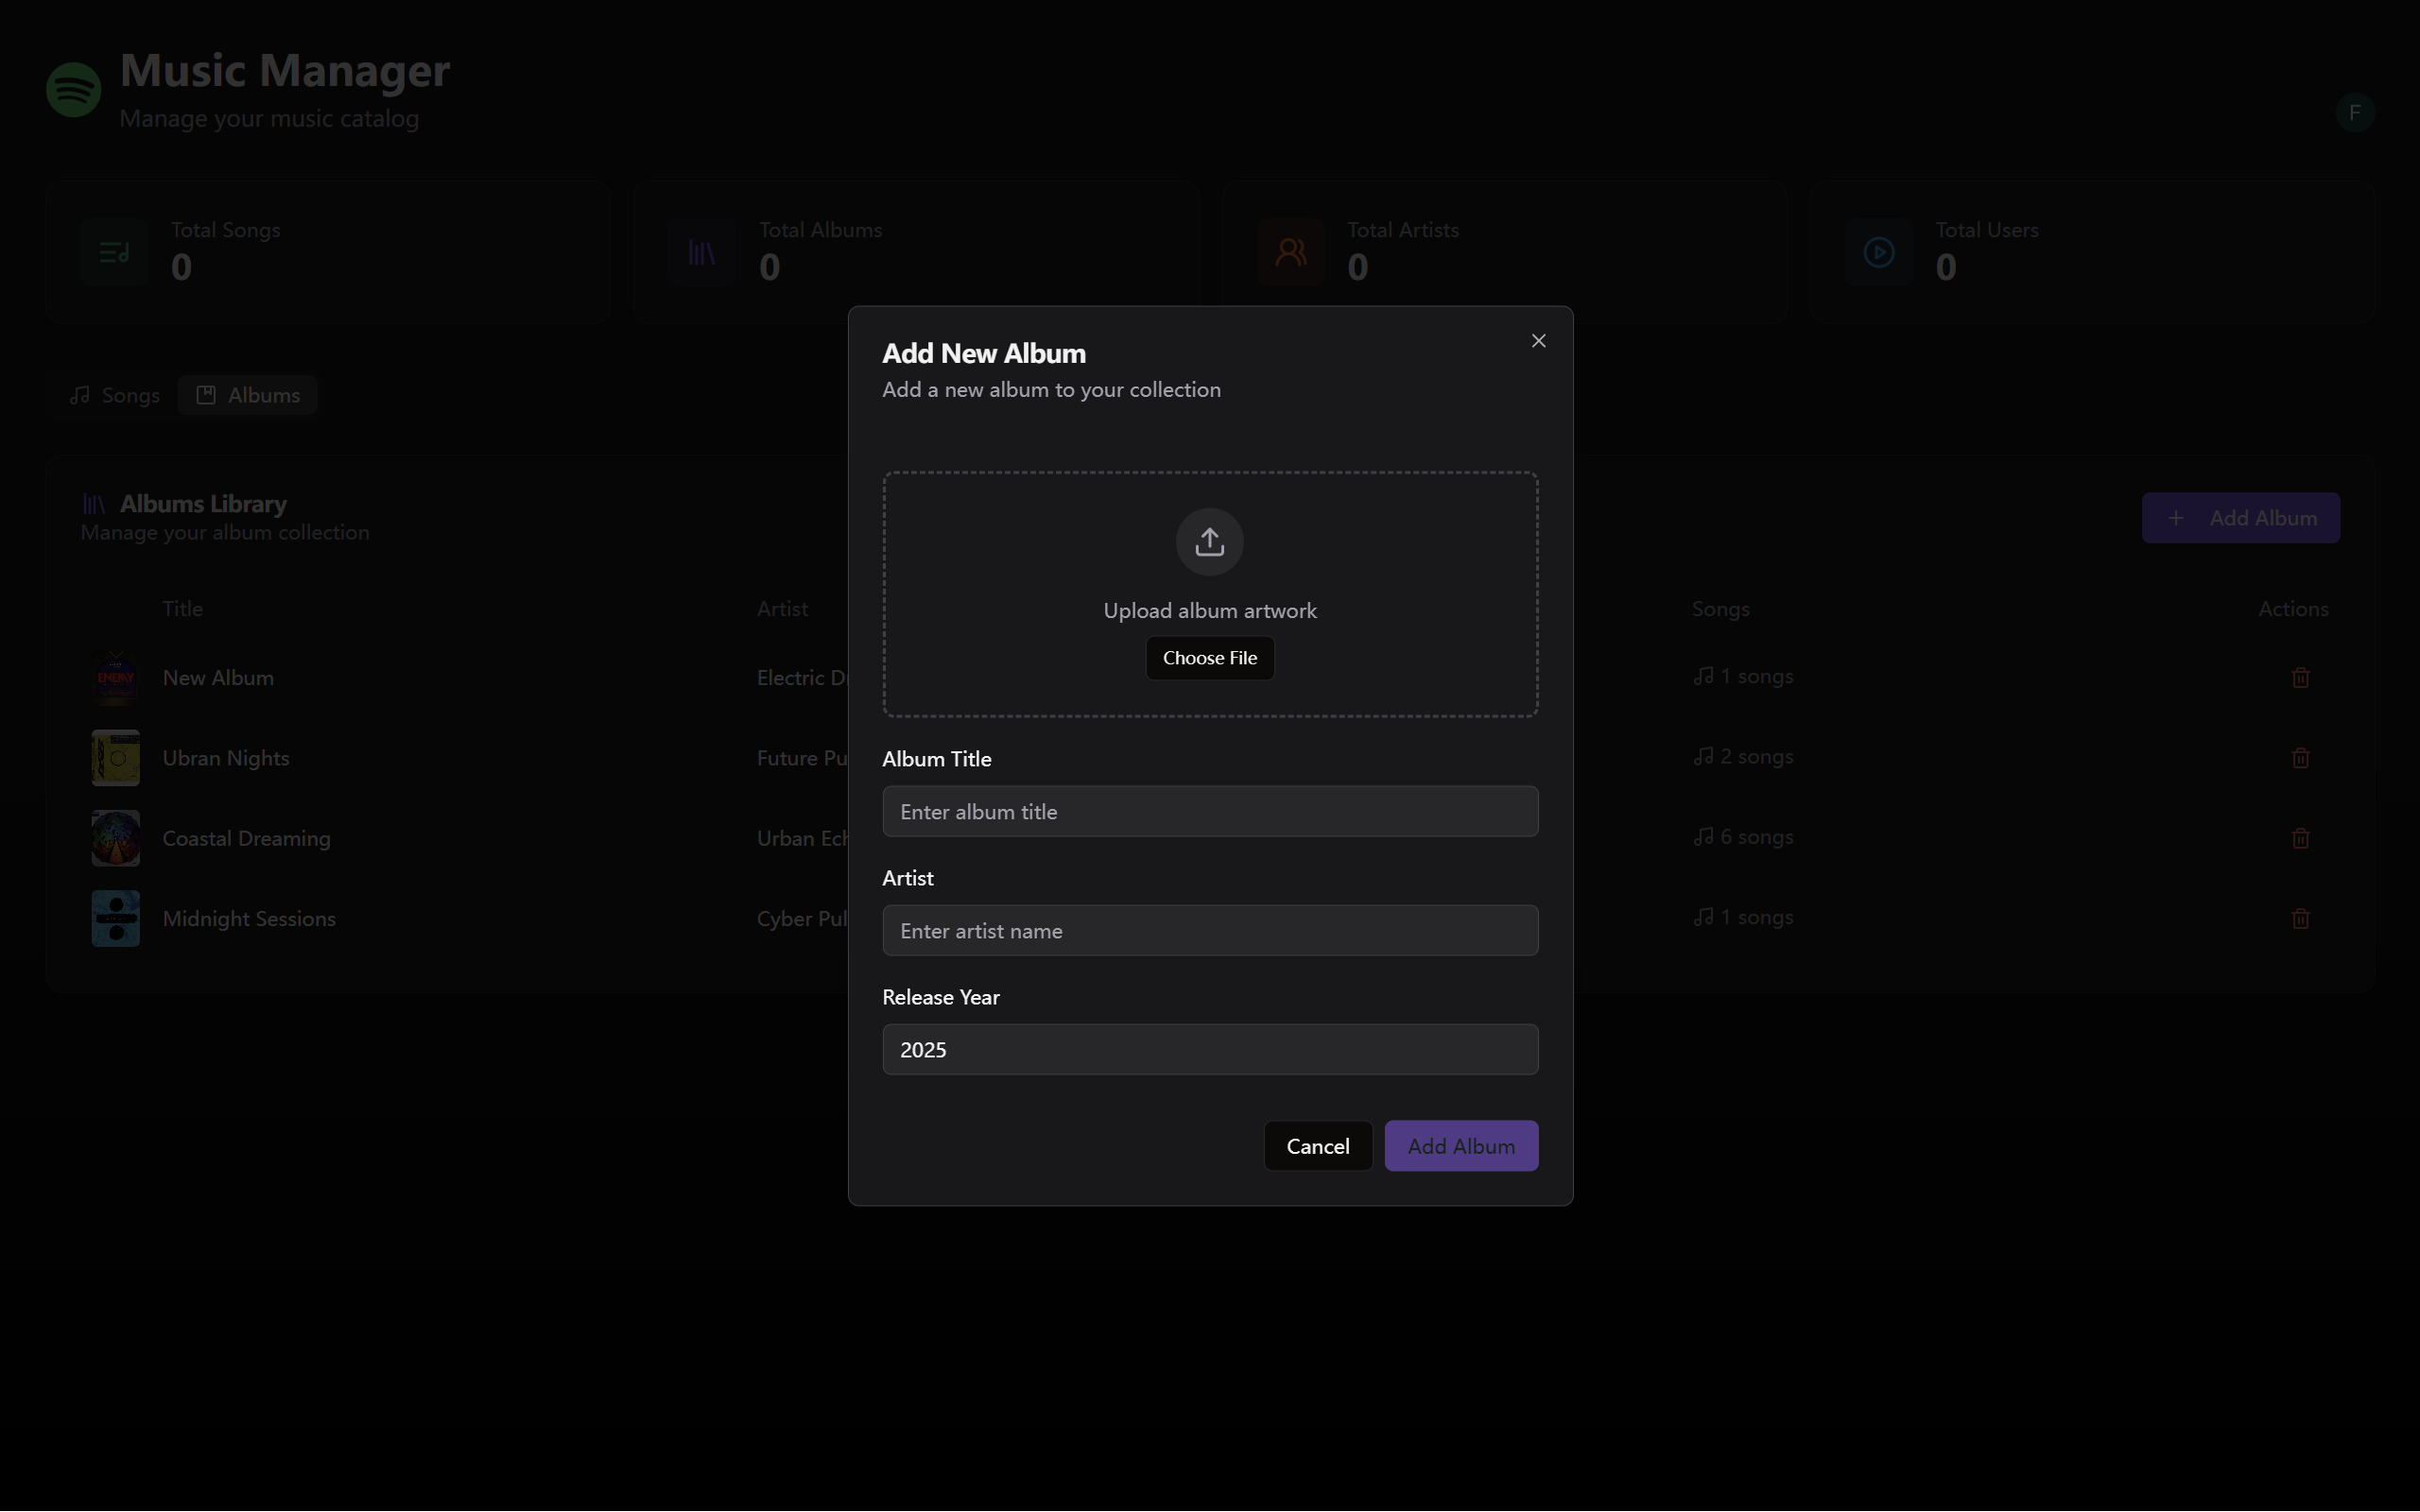 Music Manager
Manage your music catalog
F
Total Songs
0
Total Albums
0
Total Artists
0
Total Users
0
Songs
Albums
Albums Library
Manage your album collection
Add Album
Title
Artist
Songs
Actions
ENEMY
New Album
Electric D
1 songs
Ubran Nights
Future Pu
2 songs
Coastal Dreaming
Urban Ech
6 songs
Midnight Sessions
Cyber Pul
1 songs
Add New Album
Add a new album to your collection
Upload album artwork
Choose File
Album Title
Enter album title
Artist
Enter artist name
Release Year
2025
Cancel
Add Album